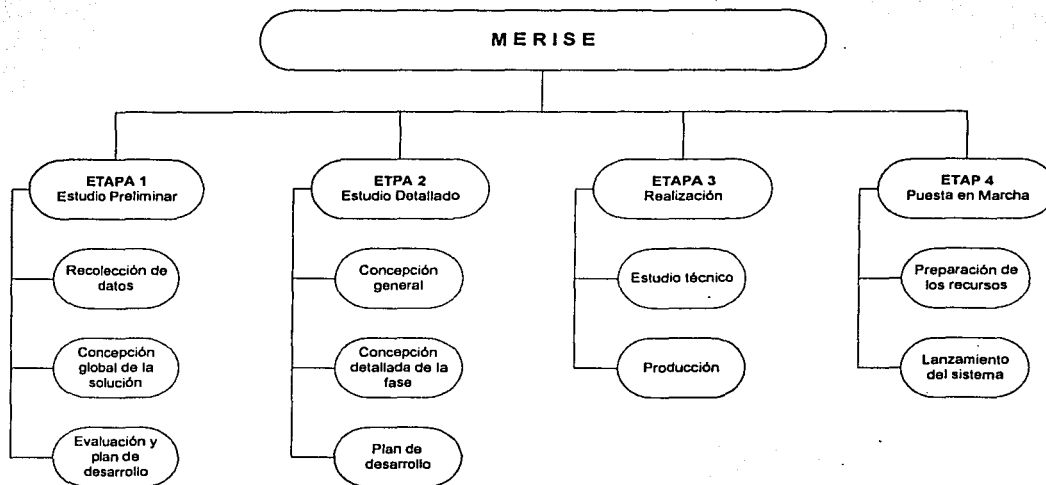 MERISE
ETAPA 1
Estudio Preliminar
Recolección de
datos
Concepción
global de la
solución
Evaluación y
plan de
desarrollo
ETPA 2
Estudio Detallado
Concepción
general
Concepción
detallada de la
fase
Plan de
desarrollo
ETAPA 3
Realización
Estudio técnico
Producción
ETAP 4
Puesta en Marcha
Preparación de
los recursos
Lanzamiento
del sistema